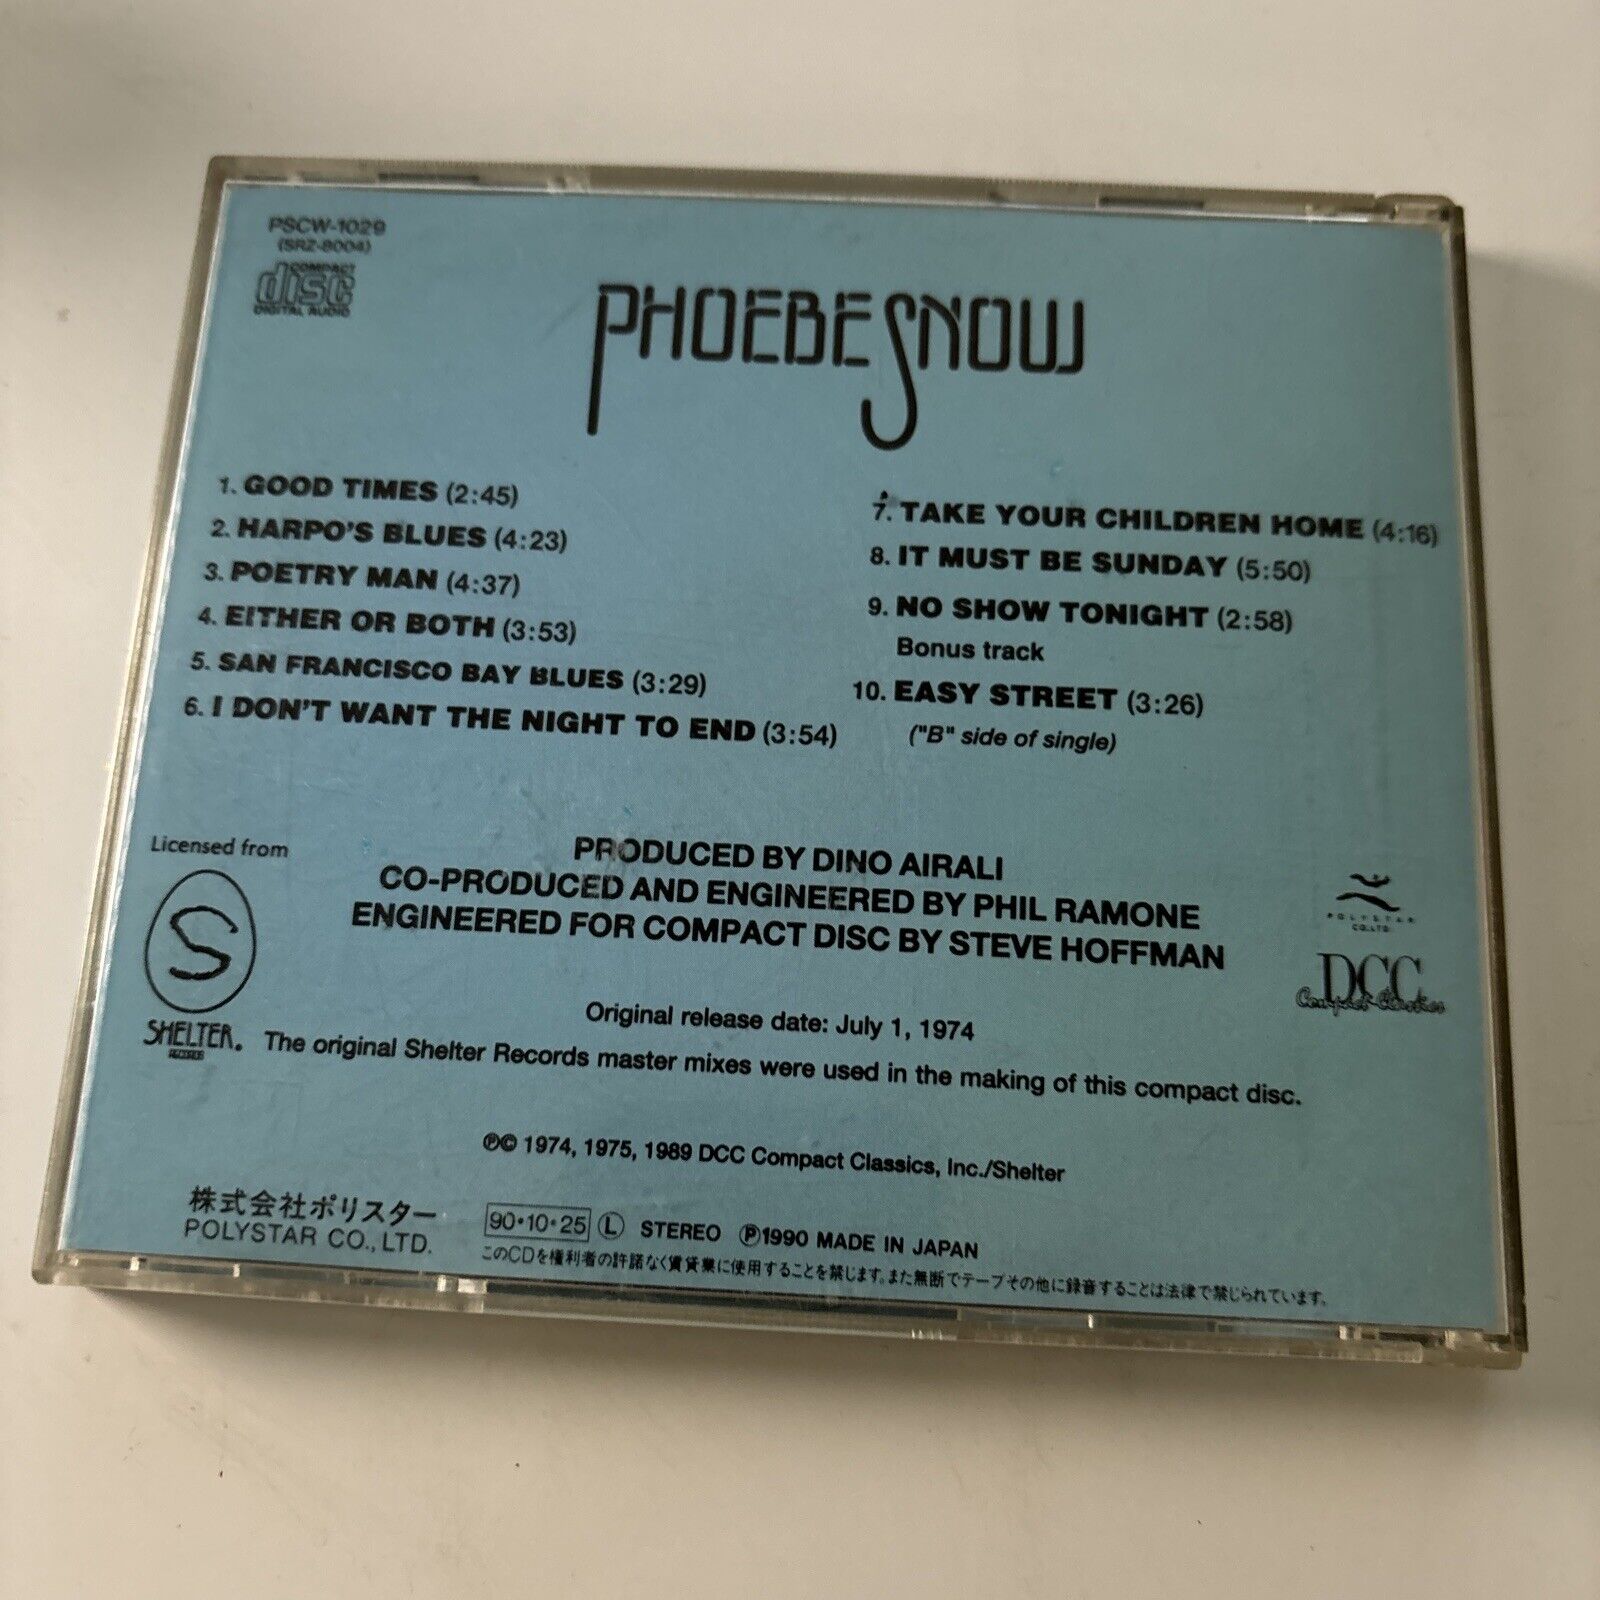 PSCW-1029
(SRZ-8004)
COMPACT
disc
DIGITAL AUDIO
PHOEBE SNOW
1. GOOD TIMES (2:45)
2. HARPO'S BLUES (4:23)
3. POETRY MAN (4:37)
4. EITHER OR BOTH (3:53)
5. SAN FRANCISCO BAY BLUES (3:29)
6. I DON'T WANT THE NIGHT TO END (3:54)
7. TAKE YOUR CHILDREN HOME (4:16)
8. IT MUST BE SUNDAY (5:50)
9. NO SHOW TONIGHT (2:58)
Bonus track
10. EASY STREET (3:26)
("B" side of single)
Licensed from
S
SHELTER
RECORDS
PRODUCED BY DINO AIRALI
CO-PRODUCED AND ENGINEERED BY PHIL RAMONE
ENGINEERED FOR COMPACT DISC BY STEVE HOFFMAN
POLYSTAR
CO.,LTD.
DCC
Compact Classics
Original release date: July 1, 1974
The original Shelter Records master mixes were used in the making of this compact disc.
℗© 1974, 1975, 1989 DCC Compact Classics, Inc./Shelter
株式会社ポリスター
POLYSTAR CO., LTD.
90・10・25 Ⓛ STEREO ℗1990 MADE IN JAPAN
このCDを権利者の許諾なく賃貸業に使用することを禁じます。また無断でテープその他に録音することは法律で禁じられています。